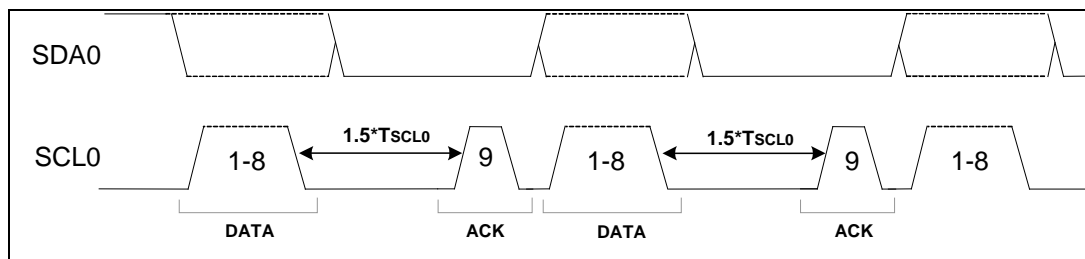 SDA0
1.5*TSCL0 1.5*TSCL0
SCL0 1-8 9 1-8 9 1-8
DATA ACK DATA ACK